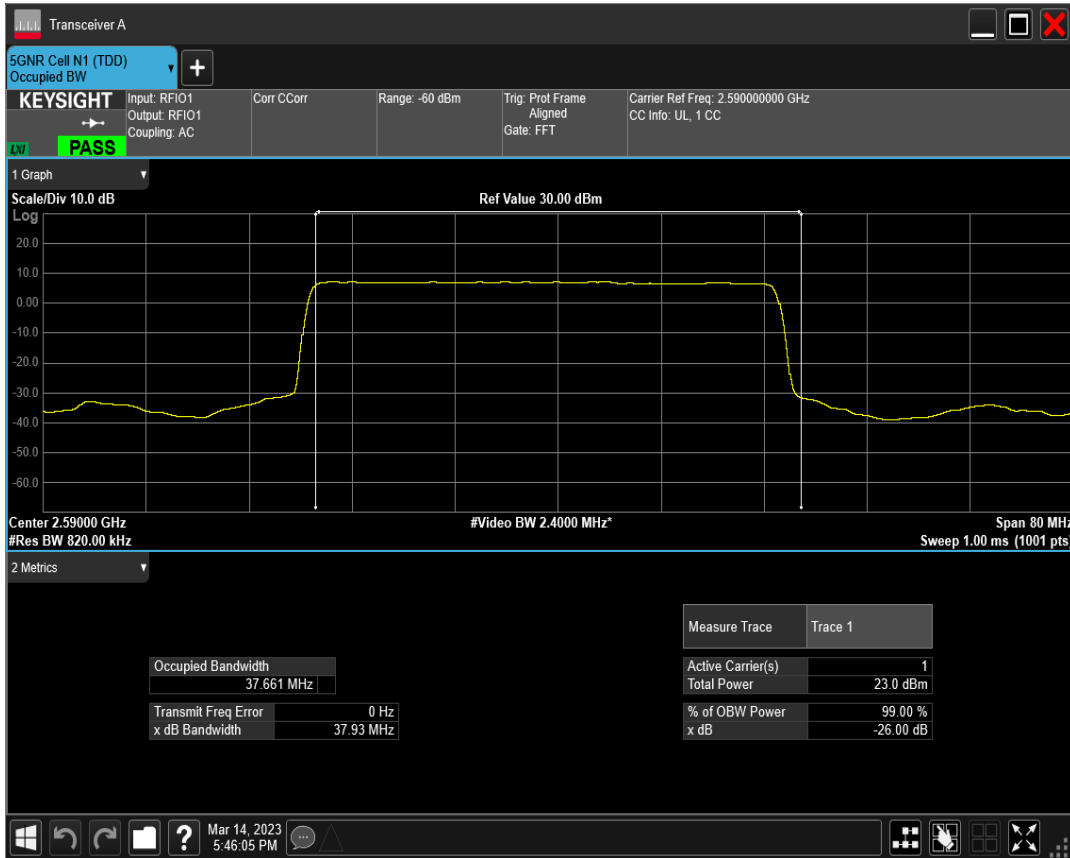 Transceiver A
5GNR Cell N1 (TDD)
Occupied BW
+
KEYSIGHT
LXI
PASS
Input: RFIO1
Output: RFIO1
Coupling: AC
Corr CCorr
Range: -60 dBm
Trig: Prot Frame
Aligned
Gate: FFT
Carrier Ref Freq: 2.590000000 GHz
CC Info: UL, 1 CC
1 Graph
Scale/Div 10.0 dB
Ref Value 30.00 dBm
Log
20.0
10.0
0.00
-10.0
-20.0
-30.0
-40.0
-50.0
-60.0
Center 2.59000 GHz
#Video BW 2.4000 MHz*
Span 80 MHz
#Res BW 820.00 kHz
Sweep 1.00 ms (1001 pts)
2 Metrics
Measure Trace Trace 1
Occupied Bandwidth
37.661 MHz
Active Carrier(s) 1
Total Power 23.0 dBm
Transmit Freq Error 0 Hz
x dB Bandwidth 37.93 MHz
% of OBW Power 99.00 %
x dB -26.00 dB
?
Mar 14, 2023
5:46:05 PM